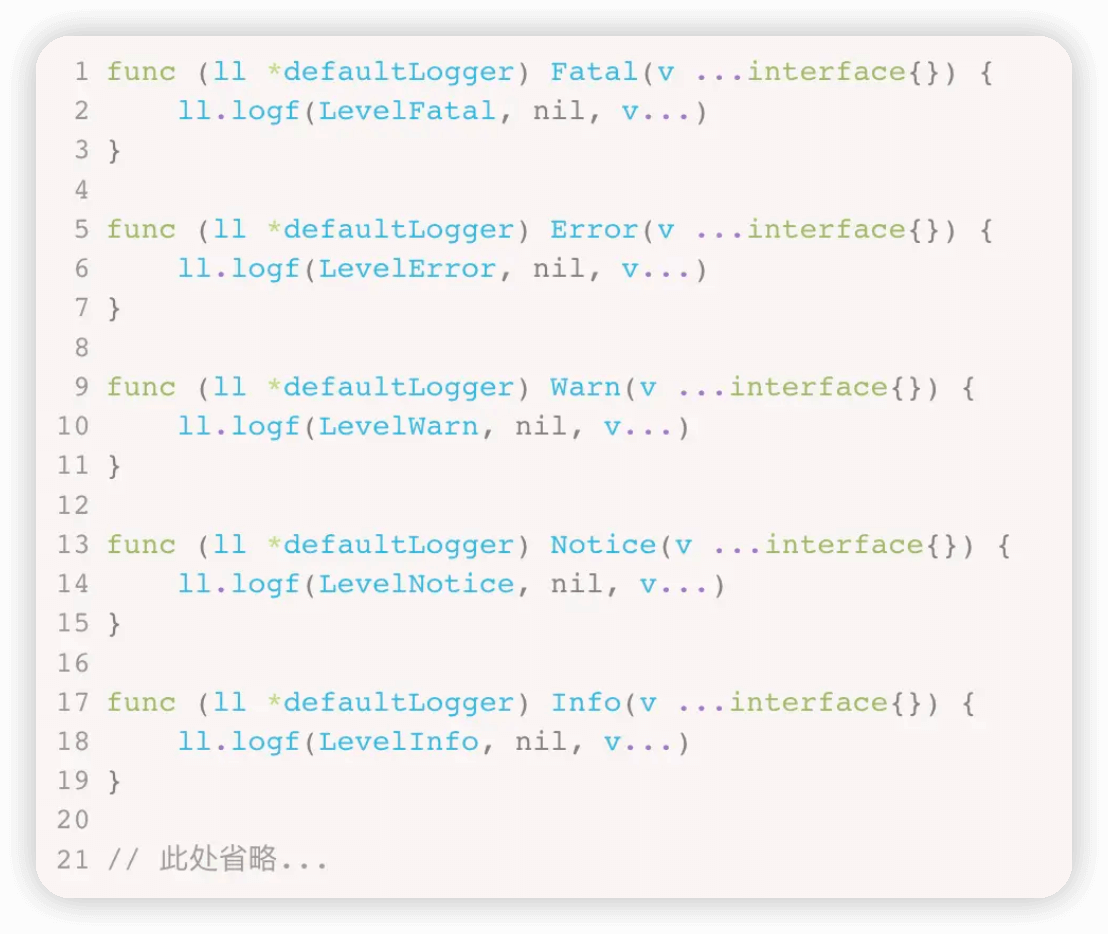 1 func (ll *defaultLogger) Fatal(v ...interface{}) {
2     ll.logf(LevelFatal, nil, v...)
3 }
4
5 func (ll *defaultLogger) Error(v ...interface{}) {
6     ll.logf(LevelError, nil, v...)
7 }
8
9 func (ll *defaultLogger) Warn(v ...interface{}) {
10     ll.logf(LevelWarn, nil, v...)
11 }
12
13 func (ll *defaultLogger) Notice(v ...interface{}) {
14     ll.logf(LevelNotice, nil, v...)
15 }
16
17 func (ll *defaultLogger) Info(v ...interface{}) {
18     ll.logf(LevelInfo, nil, v...)
19 }
20
21 // 此处省略...